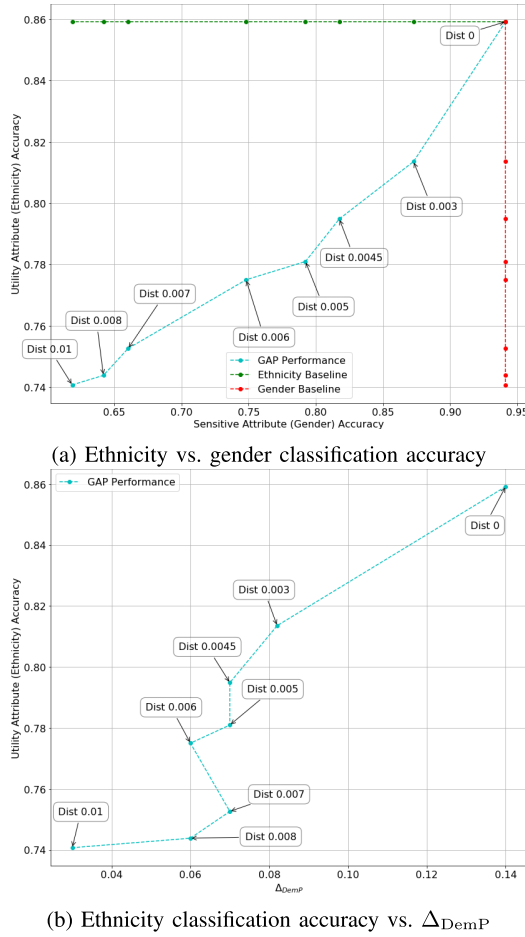 0.86
Dist 0
0.84
0.82
Dist 0.003
0.80
Dist 0.0045
0.78
Dist 0.007
Dist 0.005
0.76
Dist 0.008
Dist 0.006
Dist 0.01
0.74
GAP Performance
Ethnicity Baseline
Gender Baseline
Utility Attribute (Ethnicity) Accuracy
0.65 0.70 0.75 0.80 0.85 0.90 0.95
Sensitive Attribute (Gender) Accuracy
(a) Ethnicity vs. gender classification accuracy
GAP Performance
0.86
Dist 0
0.84
Dist 0.003
0.82
Dist 0.0045
0.80
Dist 0.005
Dist 0.006
0.78
0.76
Dist 0.007
Dist 0.01
Dist 0.008
0.74
Utility Attribute (Ethnicity) Accuracy
0.04 0.06 0.08 0.10 0.12 0.14
Δ_DemP
(b) Ethnicity classification accuracy vs. Δ_DemP